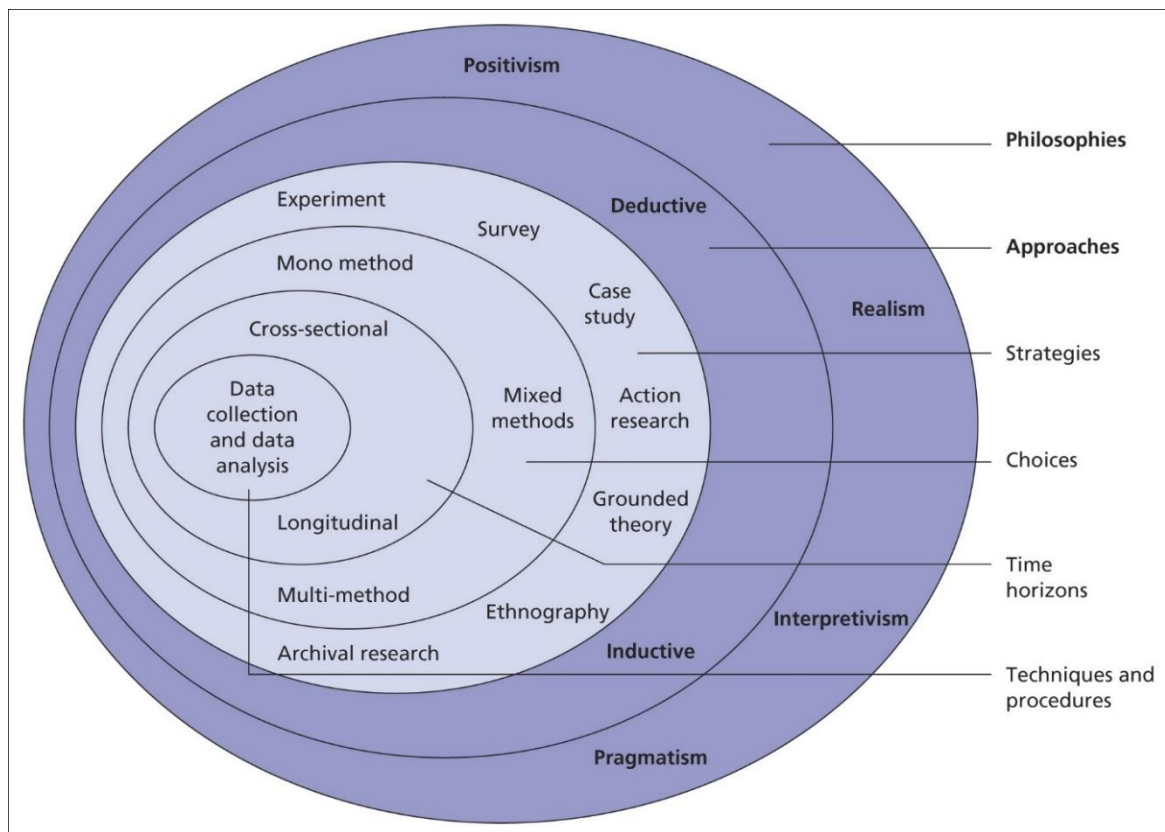 Positivism
Philosophies
Experiment
Deductive
Survey
Approaches
Mono method
Case
study
Realism
Cross-sectional
Strategies
Data
collection
and data
analysis
Mixed
methods
Action
research
Choices
Longitudinal
Grounded
theory
Time
horizons
Multi-method
Ethnography
Interpretivism
Archival research
Inductive
Techniques and
procedures
Pragmatism